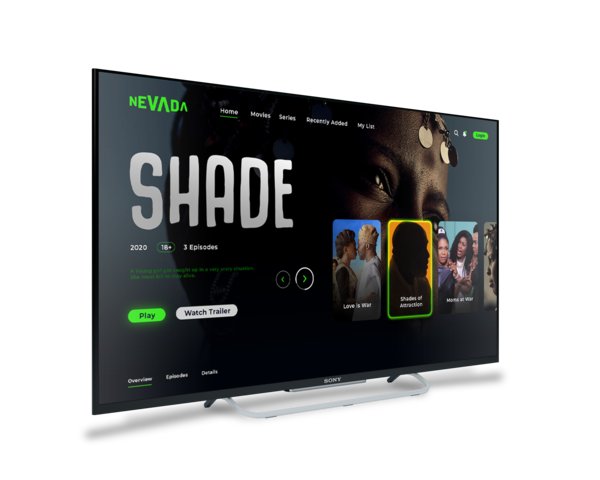 NEVADA
Home Movies Series Recently Added My List
Login
SHADE
2020 18+ 3 Episodes
Play Watch Trailer
Love is War
Shades of
Attraction
Moms at War
Overview Episodes Details
SONY